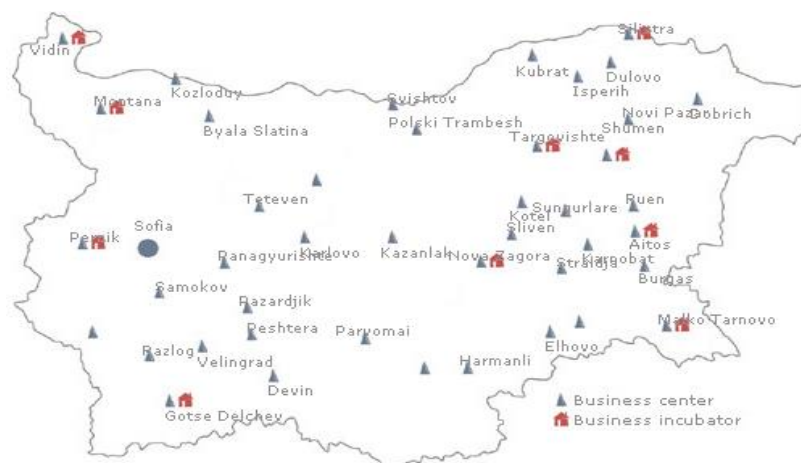 Silistra
Vidin
Kubrat
Dulovo
Isperih
Kozloduy
Montana
Svishtov
Dobrich
Novi Pazar
Byala Slatina
Polski Trambesh
Shumen
Targovishte
Teteven
Ruen
Sungurlare
Kotel
Sofia
Sliven
Pernik
Karlovo
Kazanlak
Aitos
Panagyurishte
Nova Zagora
Karnobat
Straldja
Burgas
Samokov
Pazardjik
Malko Tarnovo
Peshtera
Parvomai
Elhovo
Razlog
Velingrad
Harmanli
Devin
Business center
Gotse Delchev
Business incubator